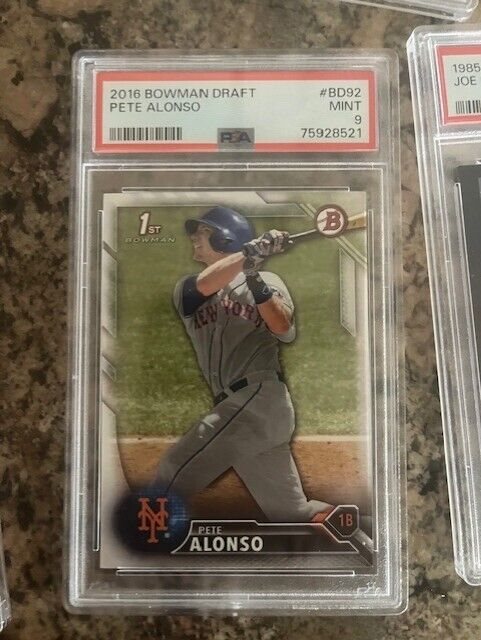 2016 BOWMAN DRAFT #BD92
PETE ALONSO MINT
9
PSA 75928521
1985
JOE
1ST
BOWMAN
B
NEW YORK
NY
PETE
ALONSO
1B